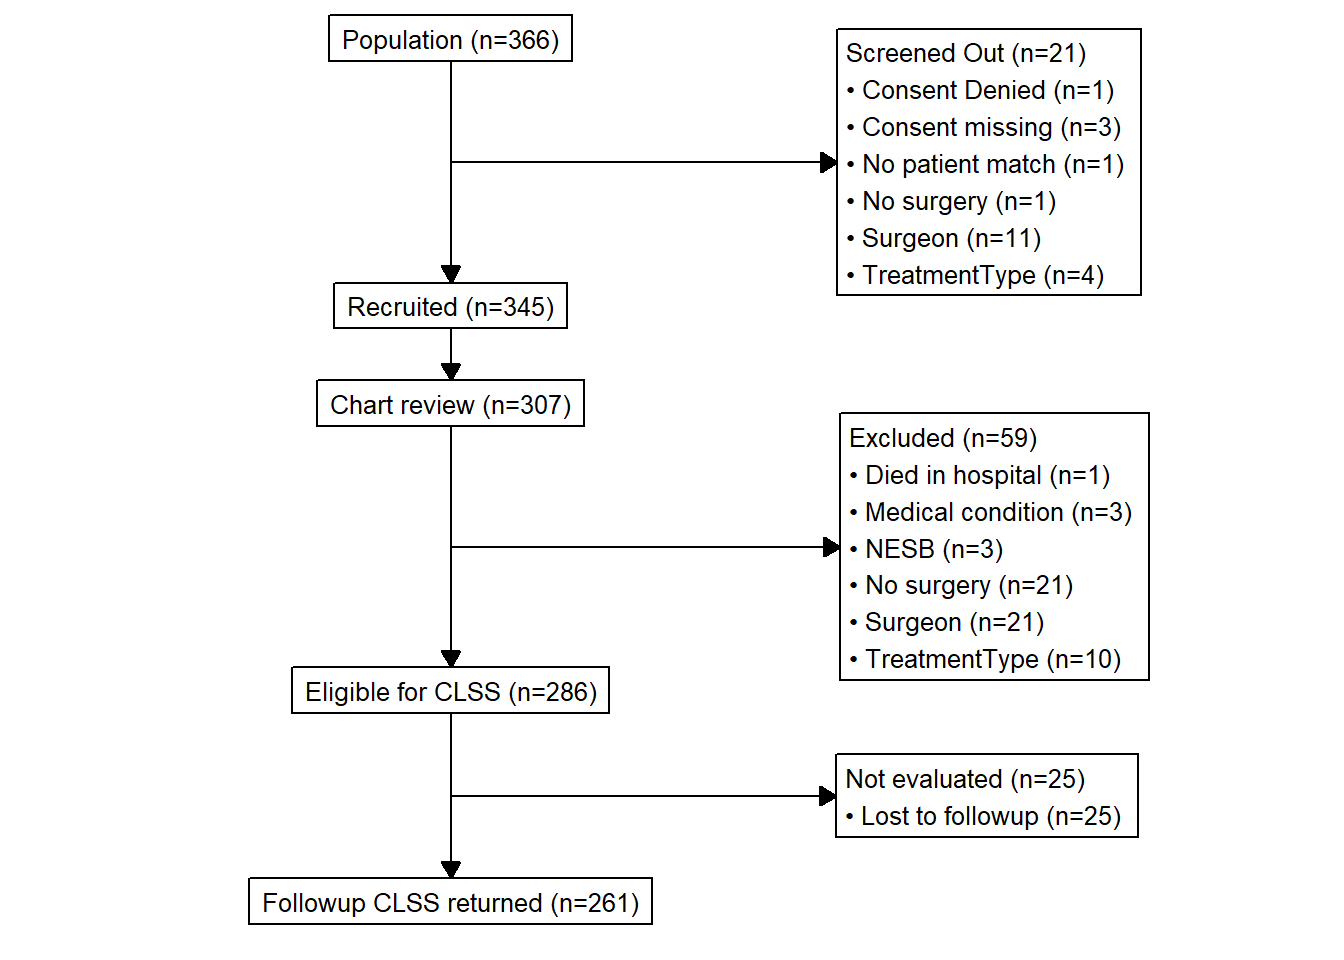 Population (n=366)
Screened Out (n=21)
• Consent Denied (n=1)
• Consent missing (n=3)
• No patient match (n=1)
• No surgery (n=1)
• Surgeon (n=11)
• TreatmentType (n=4)
Recruited (n=345)
Chart review (n=307)
Excluded (n=59)
• Died in hospital (n=1)
• Medical condition (n=3)
• NESB (n=3)
• No surgery (n=21)
• Surgeon (n=21)
• TreatmentType (n=10)
Eligible for CLSS (n=286)
Not evaluated (n=25)
• Lost to followup (n=25)
Followup CLSS returned (n=261)